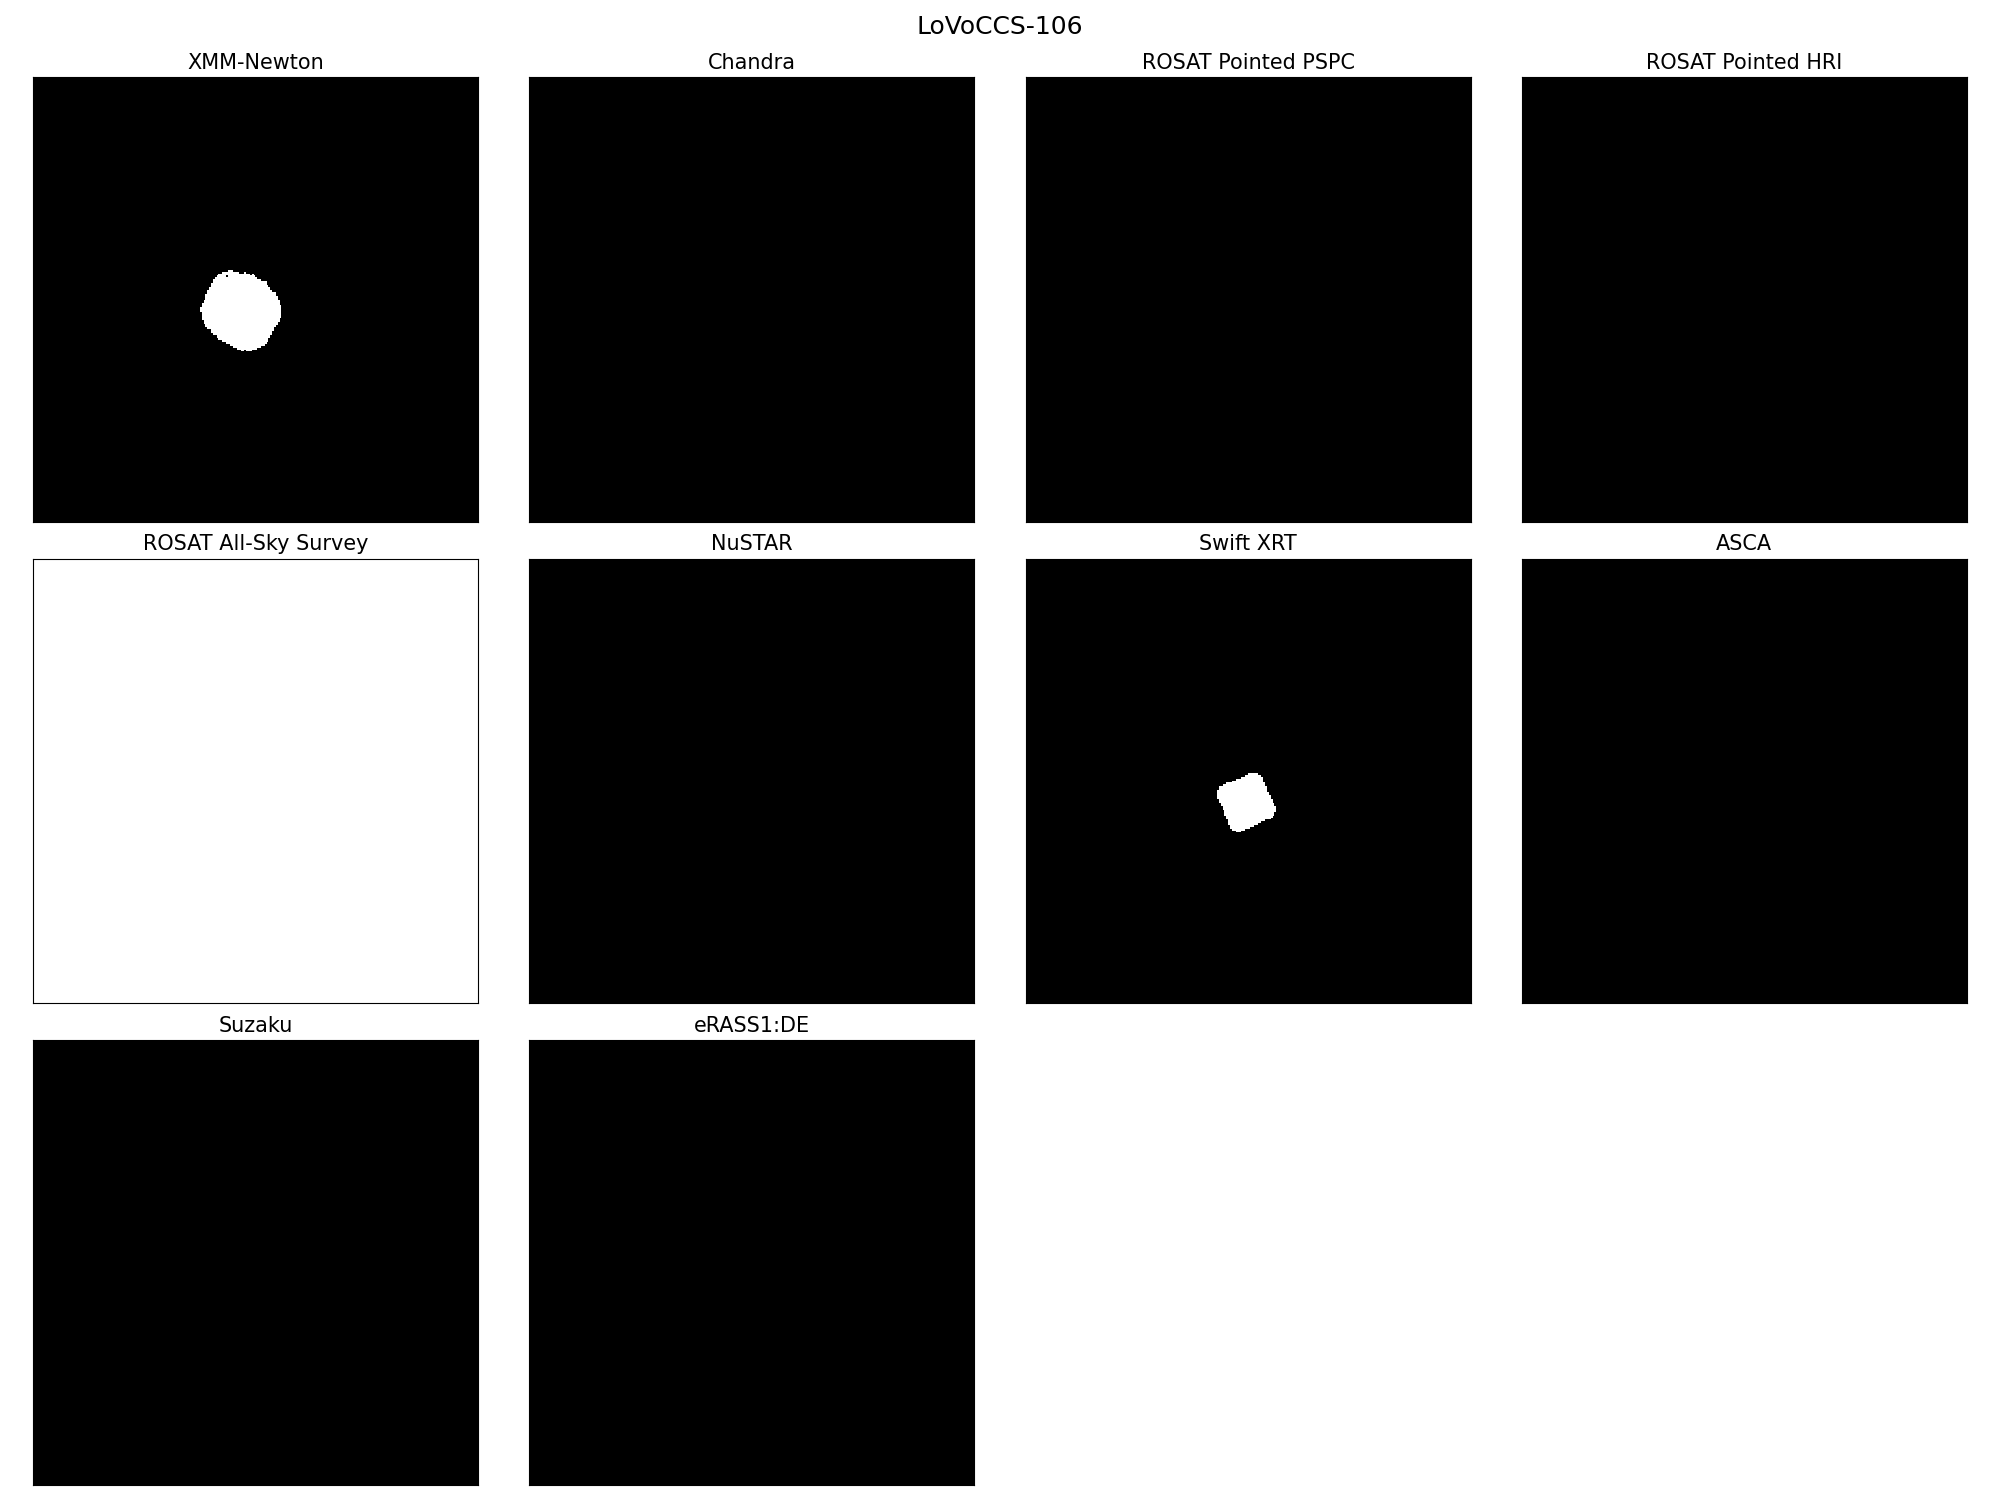 LoVoCCS-106
XMM-Newton
Chandra
ROSAT Pointed PSPC
ROSAT Pointed HRI
ROSAT All-Sky Survey
NuSTAR
Swift XRT
ASCA
Suzaku
eRASS1:DE